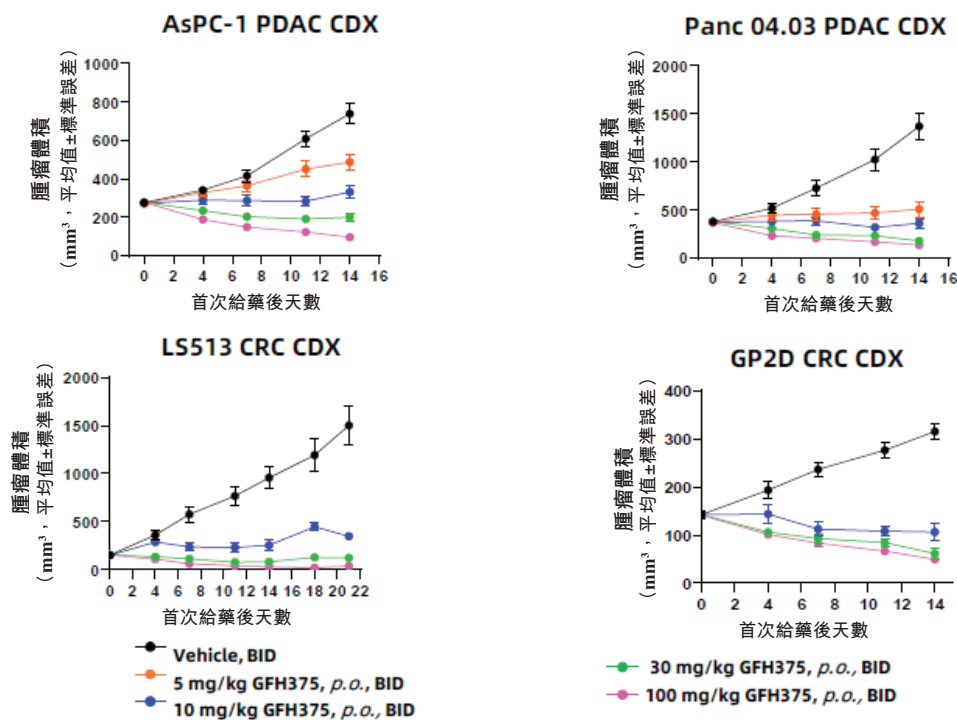 AsPC-1 PDAC CDX
腫瘤體積
（mm³，平均值±標準誤差）
1000
800
600
400
200
0
0 2 4 6 8 10 12 14 16
首次給藥後天數
Panc 04.03 PDAC CDX
腫瘤體積
（mm³，平均值±標準誤差）
2000
1500
1000
500
0
0 2 4 6 8 10 12 14 16
首次給藥後天數
LS513 CRC CDX
腫瘤體積
（mm³，平均值±標準誤差）
2000
1500
1000
500
0
0 2 4 6 8 10 12 14 16 18 20 22
首次給藥後天數
GP2D CRC CDX
腫瘤體積
（mm³，平均值±標準誤差）
400
300
200
100
0
0 2 4 6 8 10 12 14
首次給藥後天數
Vehicle, BID
5 mg/kg GFH375, p.o., BID
10 mg/kg GFH375, p.o., BID
30 mg/kg GFH375, p.o., BID
100 mg/kg GFH375, p.o., BID